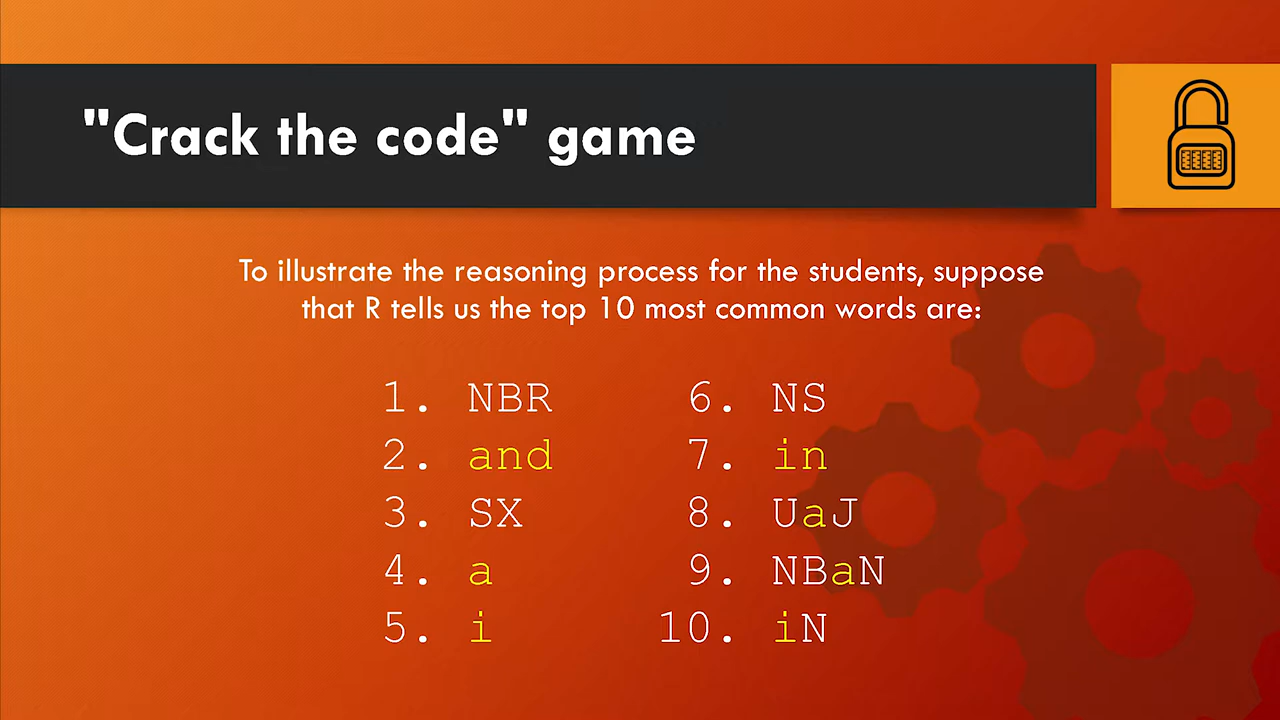 "Crack the code" game
To illustrate the reasoning process for the students, suppose
that R tells us the top 10 most common words are:
1. NBR
2. and
3. SX
4. a
5. i
6. NS
7. in
8. UaJ
9. NBaN
10. iN